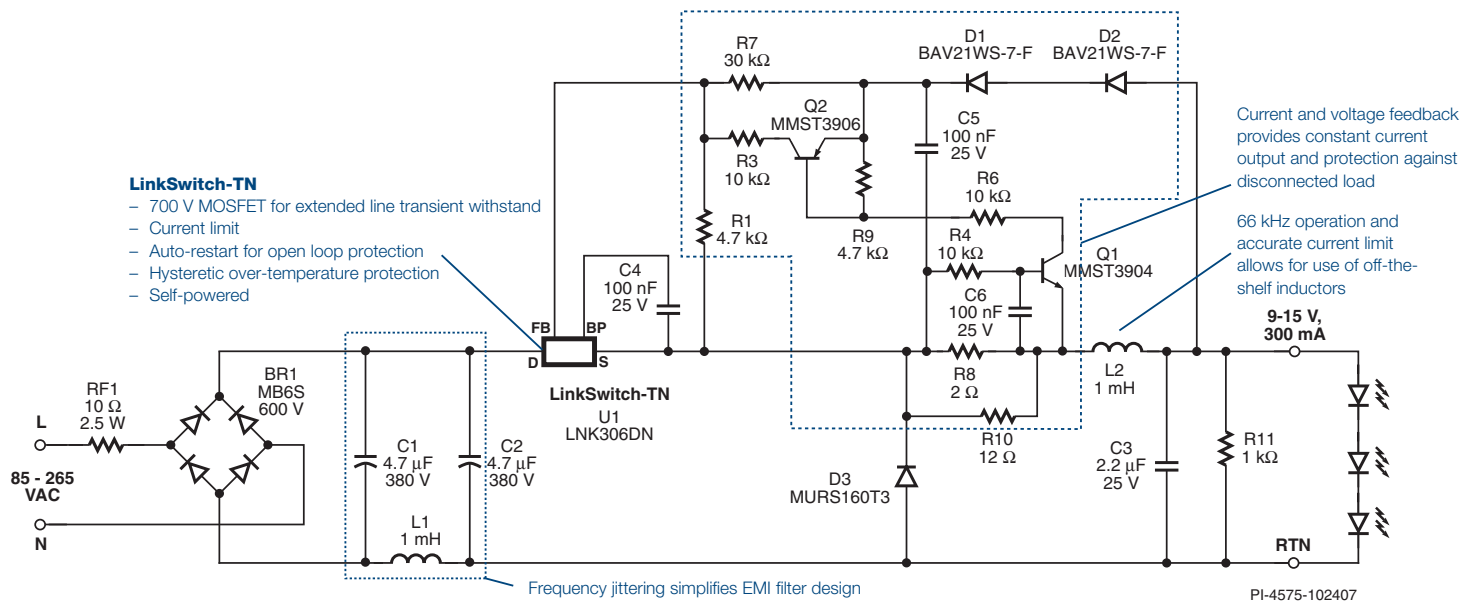 D1
BAV21WS-7-F
D2
BAV21WS-7-F
R7
30 kΩ
Q2
MMST3906
C5
100 nF
25 V
R3
10 kΩ
R6
10 kΩ
R1
4.7 kΩ
R9
4.7 kΩ
R4
10 kΩ
Q1
MMST3904
C6
100 nF
25 V
Current and voltage feedback
provides constant current
output and protection against
disconnected load
66 kHz operation and
accurate current limit
allows for use of off-the-
shelf inductors
LinkSwitch-TN
– 700 V MOSFET for extended line transient withstand
– Current limit
– Auto-restart for open loop protection
– Hysteretic over-temperature protection
– Self-powered
C4
100 nF
25 V
FB
BP
D
S
LinkSwitch-TN
U1
LNK306DN
R8
2 Ω
R10
12 Ω
L2
1 mH
9-15 V,
300 mA
RF1
10 Ω
2.5 W
BR1
MB6S
600 V
L
85 - 265
VAC
N
C1
4.7 µF
380 V
C2
4.7 µF
380 V
L1
1 mH
D3
MURS160T3
C3
2.2 µF
25 V
R11
1 kΩ
RTN
Frequency jittering simplifies EMI filter design
PI-4575-102407